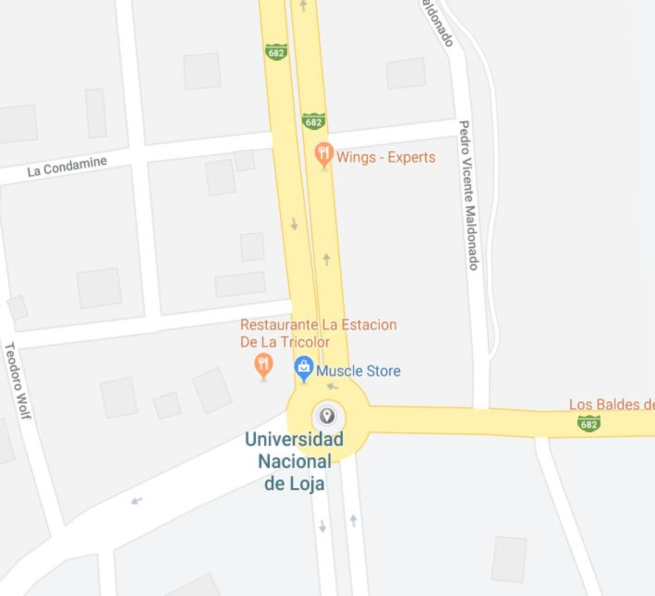 aldonado
682
682
Wings - Experts
La Condamine
Pedro Vicente Maldonado
Restaurante La Estacion
De La Tricolor
Teodoro Wolf
Muscle Store
Los Baldes de
682
Universidad
Nacional
de Loja